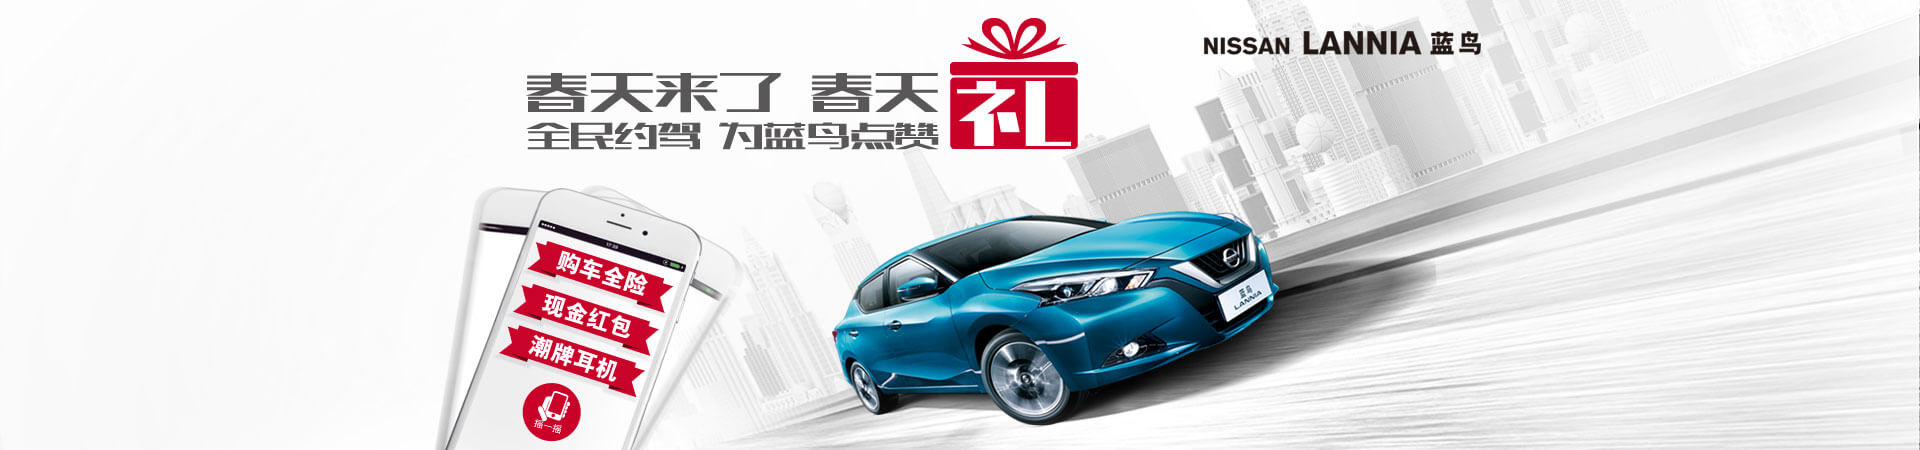 春天来了 春天礼
全民约驾 为蓝鸟点赞
NISSAN LANNIA 蓝鸟
17:39
购车全险
现金红包
潮牌耳机
摇一摇
蓝鸟
LANNIA